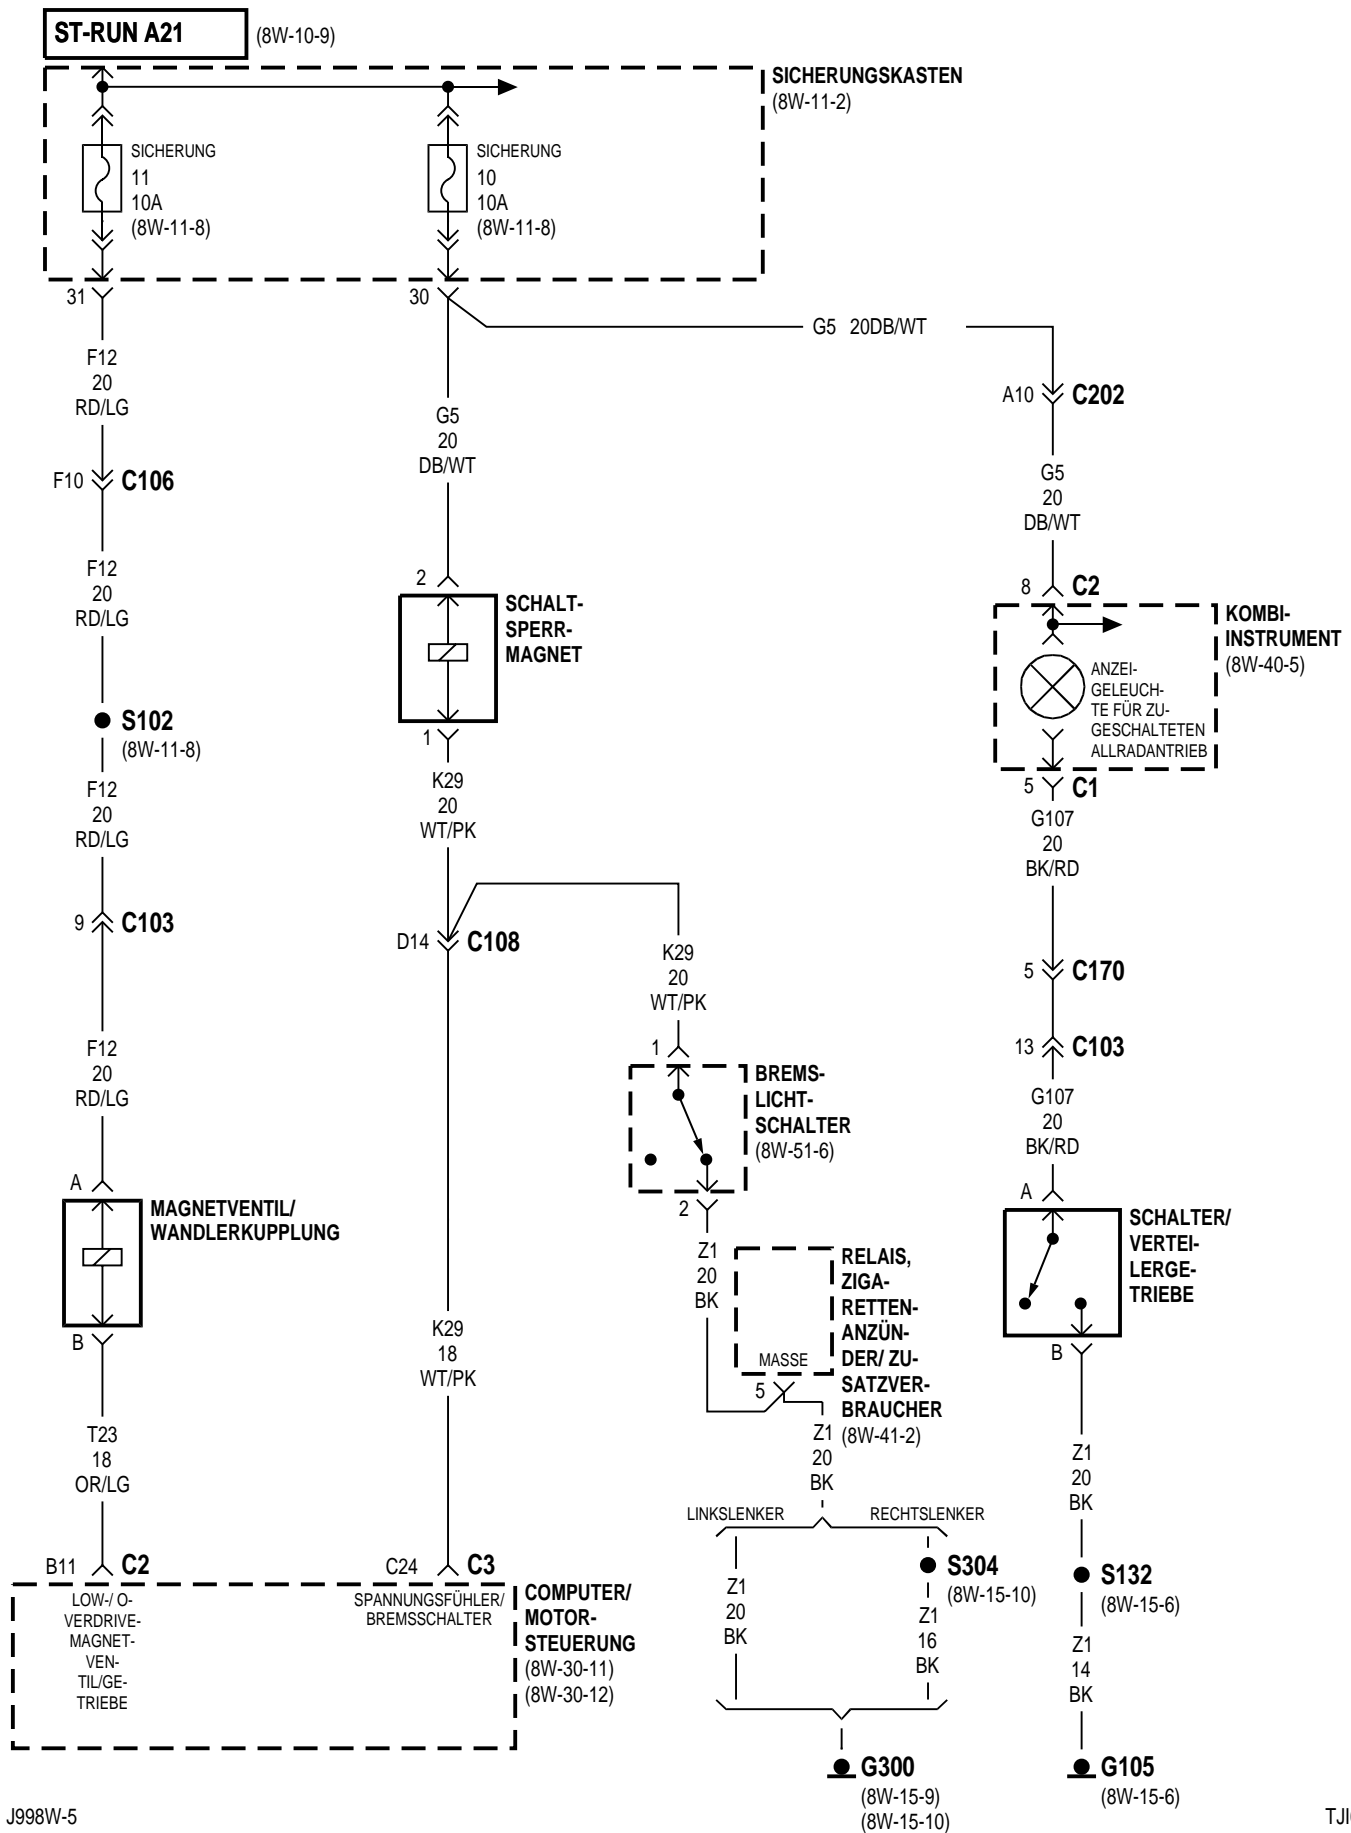 ST-RUN A21 (8W-10-9)
SICHERUNGSKASTEN
(8W-11-2)
SICHERUNG
11
10A
(8W-11-8)
SICHERUNG
10
10A
(8W-11-8)
31
30
G5 20DB/WT
F12
20
RD/LG
A10 C202
G5
20
DB/WT
F10 C106
G5
20
DB/WT
F12
20
RD/LG
2
8 C2
SCHALT-
SPERR-
MAGNET
KOMBI-
INSTRUMENT
(8W-40-5)
ANZEI-
GELEUCH-
TE FÜR ZU-
GESCHALTETEN
ALLRADANTRIEB
S102
(8W-11-8)
1
5 C1
F12
20
RD/LG
K29
20
WT/PK
G107
20
BK/RD
9 C103
D14 C108
K29
20
WT/PK
5 C170
13 C103
F12
20
RD/LG
1
BREMS-
LICHT-
SCHALTER
(8W-51-6)
G107
20
BK/RD
A
MAGNETVENTIL/
WANDLERKUPPLUNG
B
2
A
SCHALTER/
VERTEI-
LERGE-
TRIEBE
B
Z1
20
BK
RELAIS,
ZIGA-
RETTEN-
ANZÜN-
DER/ ZU-
SATZVER-
BRAUCHER
(8W-41-2)
MASSE
5
K29
18
WT/PK
T23
18
OR/LG
Z1
20
BK
Z1
20
BK
LINKSLENKER
RECHTSLENKER
B11 C2
C24 C3
S304
(8W-15-10)
S132
(8W-15-6)
LOW-/ O-
VERDRIVE-
MAGNET-
VEN-
TIL/GE-
TRIEBE
SPANNUNGSFÜHLER/
BREMSSCHALTER
COMPUTER/
MOTOR-
STEUERUNG
(8W-30-11)
(8W-30-12)
Z1
20
BK
Z1
16
BK
Z1
14
BK
G300
(8W-15-9)
(8W-15-10)
G105
(8W-15-6)
J998W-5